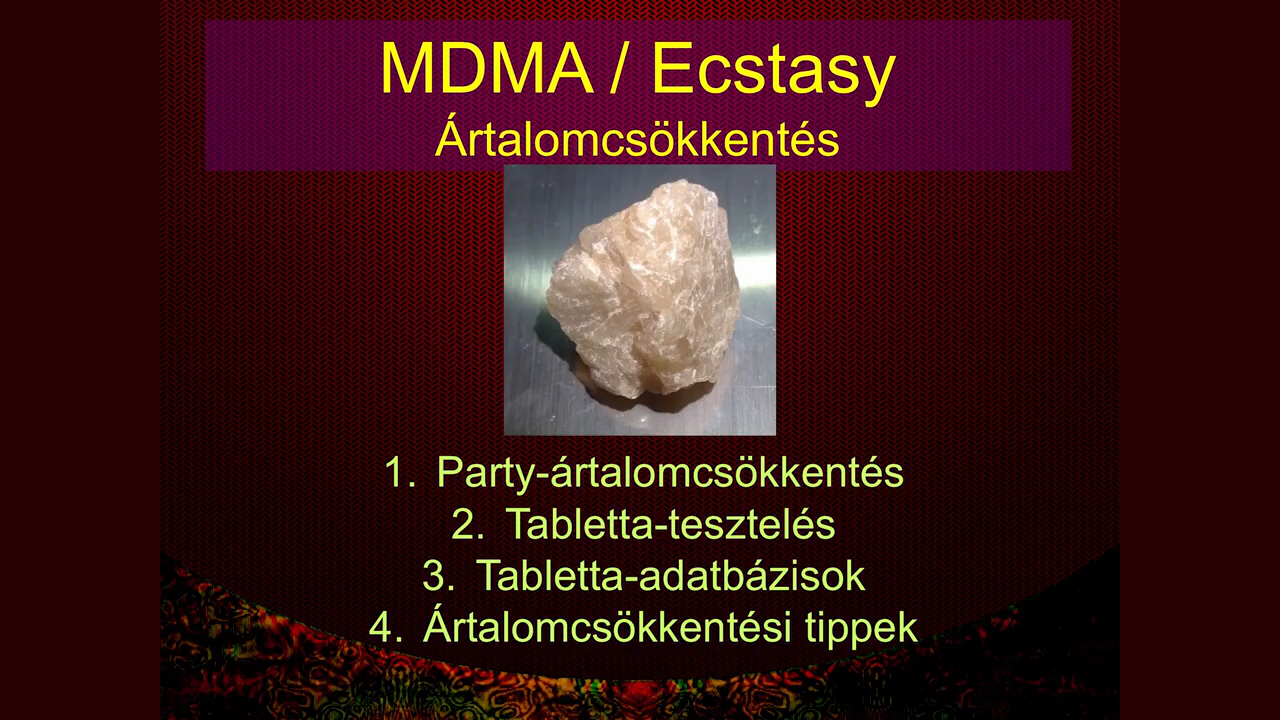 MDMA / Ecstasy
Ártalomcsökkentés
1. Party-ártalomcsökkentés
2. Tabletta-tesztelés
3. Tabletta-adatbázisok
4. Ártalomcsökkentési tippek